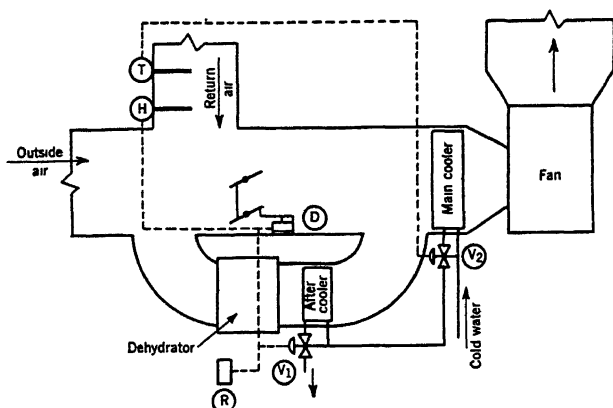 T
H
Return
air
Outside
air
D
Main cooler
Fan
V2
After
cooler
Dehydrator
Cold water
V1
R